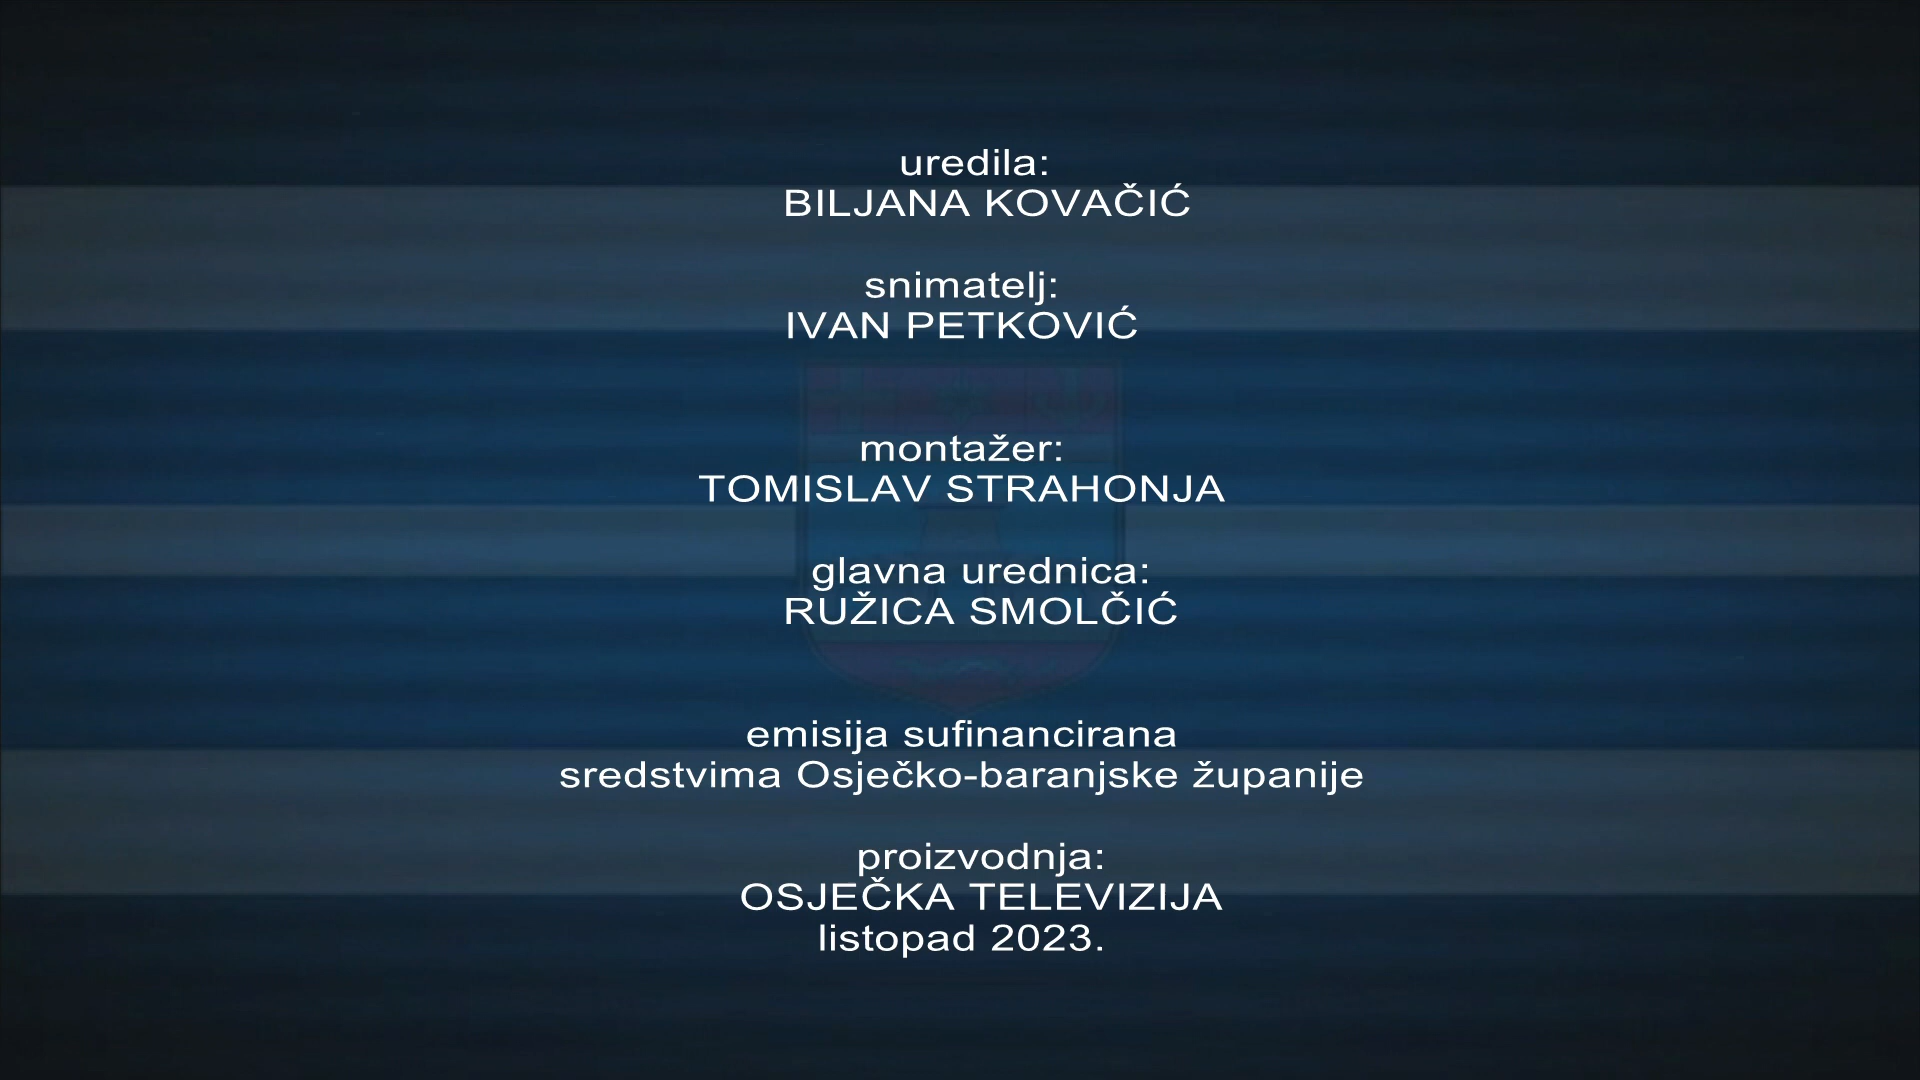 uredila:
BILJANA KOVAČIĆ
snimatelj:
IVAN PETKOVIĆ
montažer:
TOMISLAV STRAHONJA
glavna urednica:
RUŽICA SMOLČIĆ
emisija sufinancirana
sredstvima Osječko-baranjske županije
proizvodnja:
OSJEČKA TELEVIZIJA
listopad 2023.